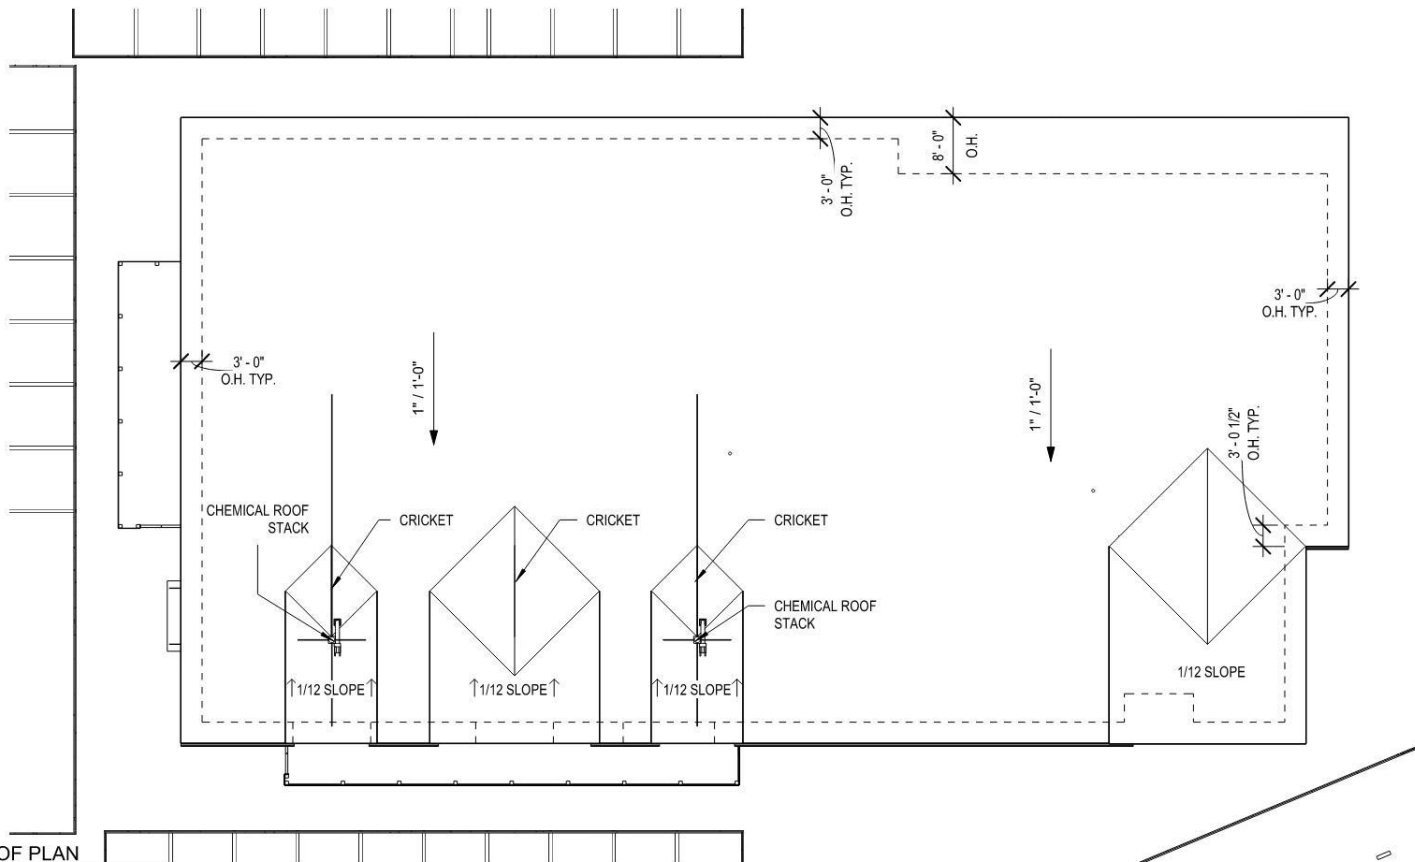 8' - 0"
O.H.
3' - 0"
O.H. TYP.
3' - 0"
O.H. TYP.
3' - 0"
O.H. TYP.
1" / 1'-0"
1" / 1'-0"
3' - 0 1/2"
O.H. TYP.
CHEMICAL ROOF
STACK
CRICKET
CRICKET
CRICKET
CHEMICAL ROOF
STACK
1/12 SLOPE
1/12 SLOPE
1/12 SLOPE
1/12 SLOPE
OF PLAN